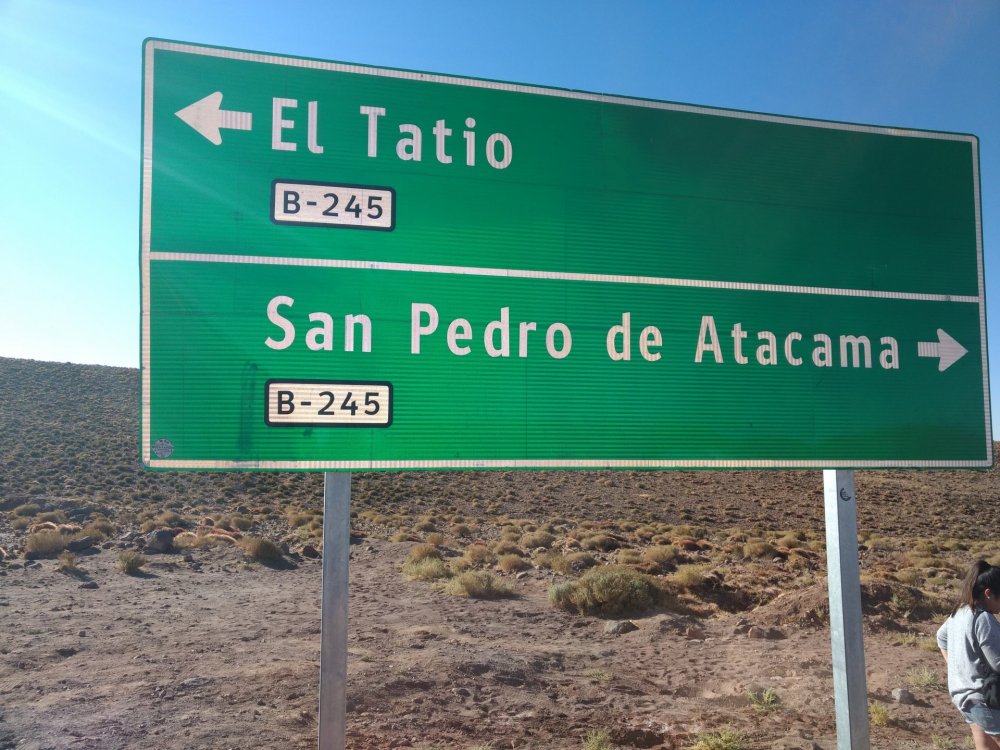 El Tatio
B-245
San Pedro de Atacama
B-245